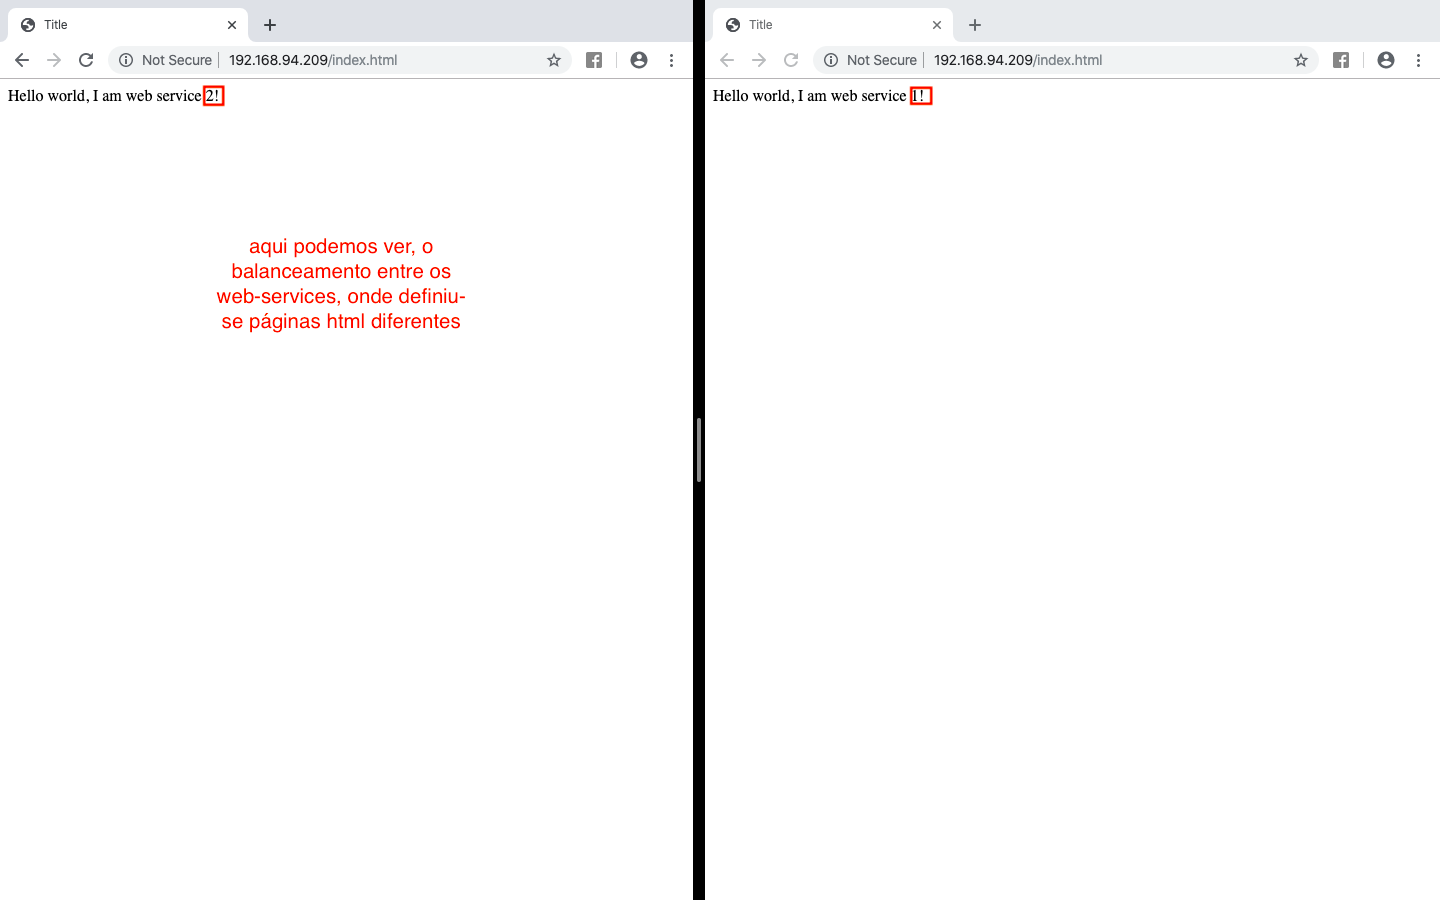 Title
Not Secure 192.168.94.209/index.html
Hello world, I am web service 2!
aqui podemos ver, o
balanceamento entre os
web-services, onde definiu-
se páginas html diferentes
Title
Not Secure 192.168.94.209/index.html
Hello world, I am web service 1!